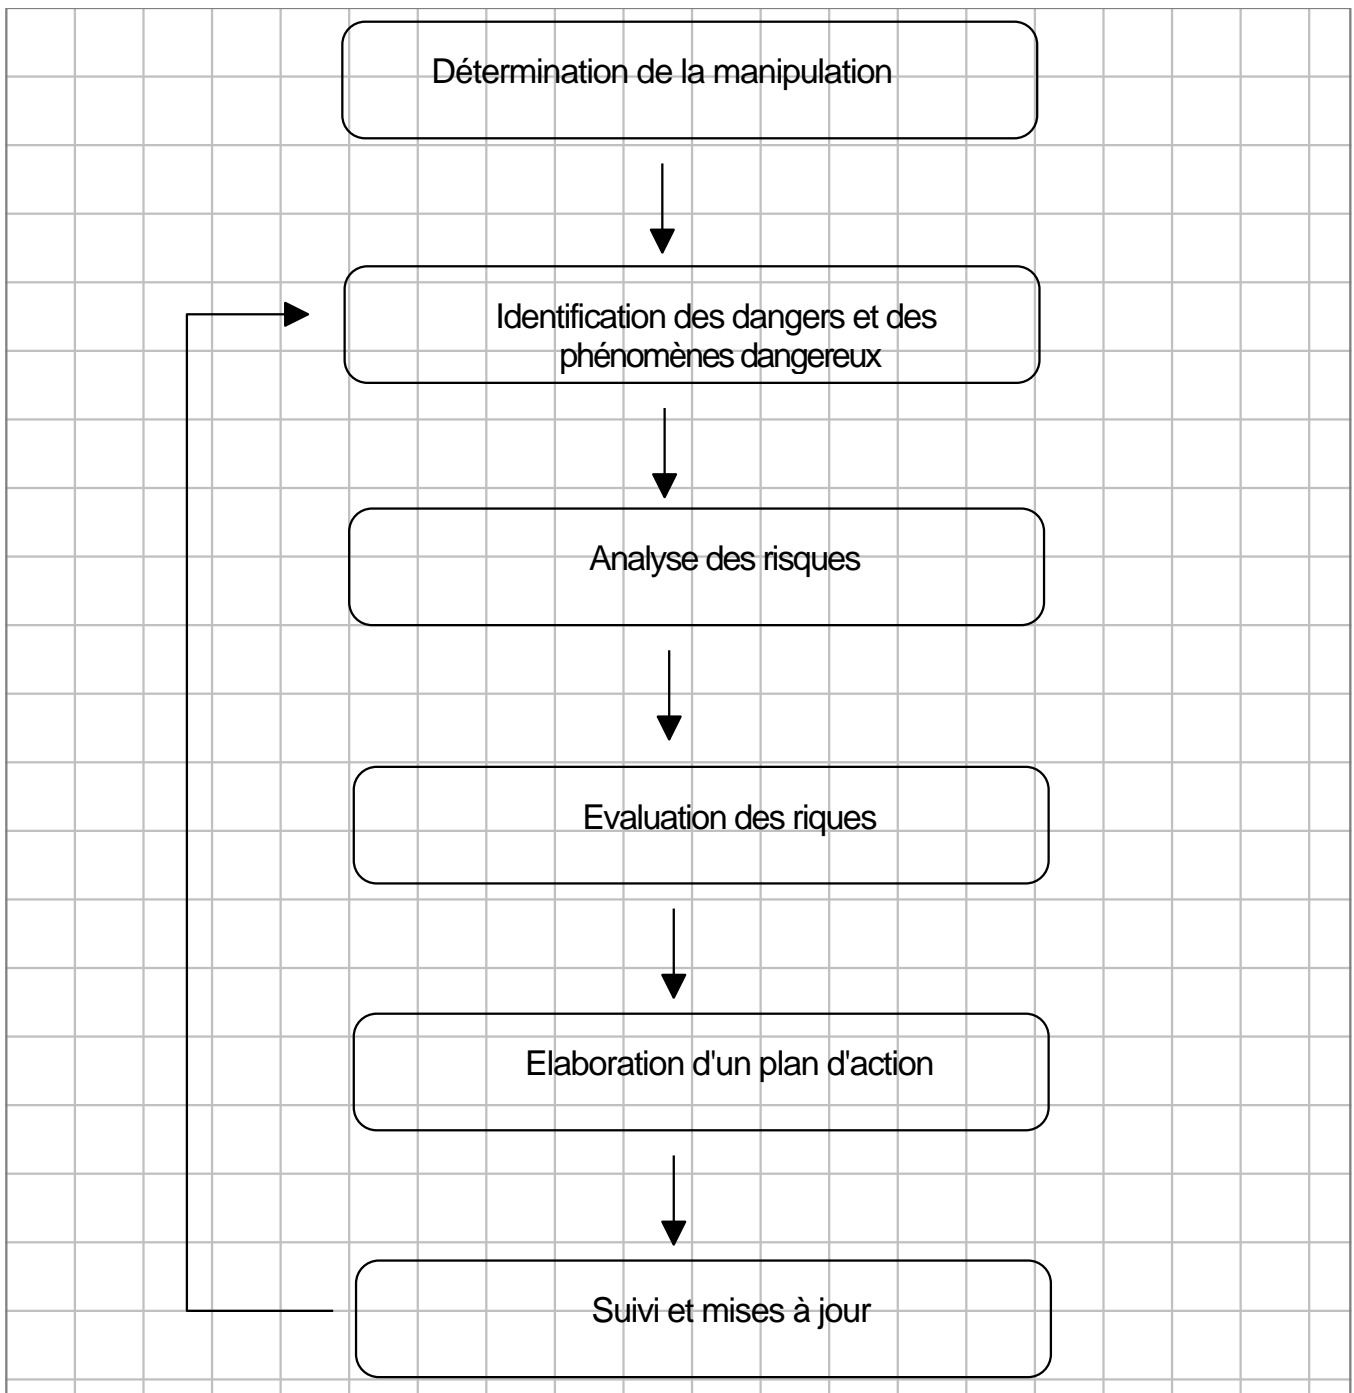 Détermination de la manipulation
Identification des dangers et des
phénomènes dangereux
Analyse des risques
Evaluation des riques
Elaboration d'un plan d'action
Suivi et mises à jour